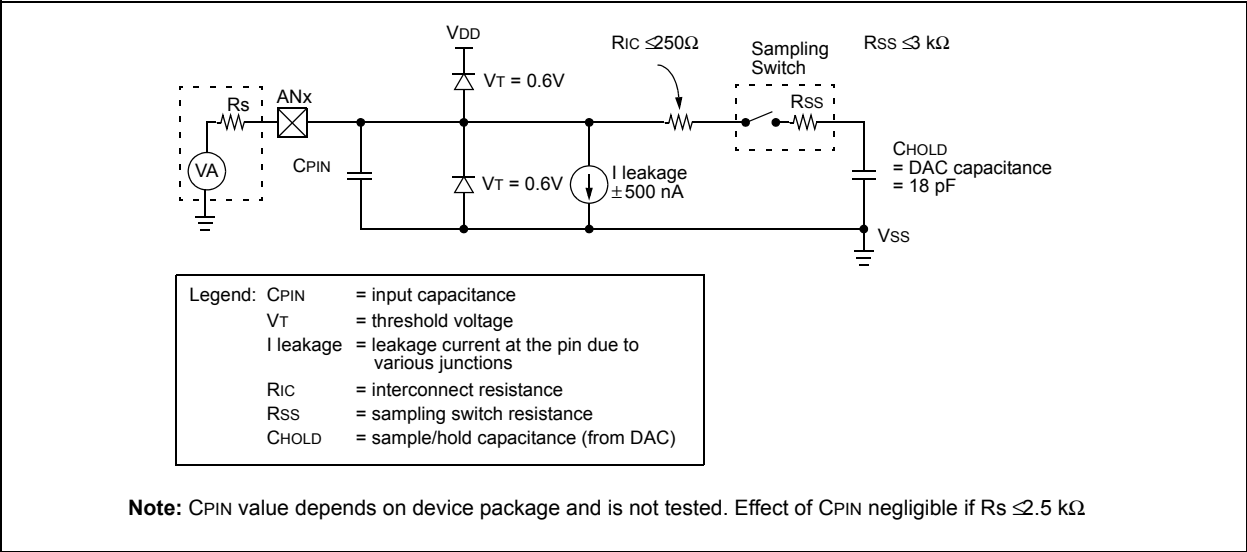 VDD
RIC ≤250Ω
Sampling
Switch
RSS ≤3 kΩ
VT = 0.6V
Rs
ANx
RSS
CPIN
VA
VT = 0.6V
I leakage
±500 nA
CHOLD
= DAC capacitance
= 18 pF
VSS
Legend: CPIN = input capacitance
VT = threshold voltage
I leakage = leakage current at the pin due to
various junctions
RIC = interconnect resistance
RSS = sampling switch resistance
CHOLD = sample/hold capacitance (from DAC)
Note: CPIN value depends on device package and is not tested. Effect of CPIN negligible if Rs ≤2.5 kΩ